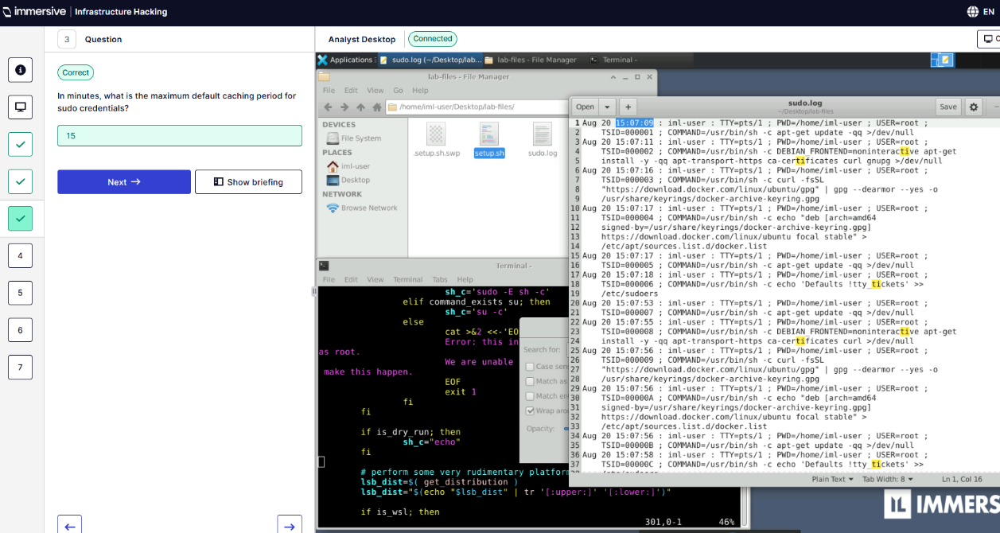 immersive | Infrastructure Hacking
EN
3 Question
Correct
In minutes, what is the maximum default caching period for
sudo credentials?
15
Next →
Show briefing
4
5
6
7
Analyst Desktop
Connected
Applications
sudo.log (~/Desktop/lab...
lab-files - File Manager
Terminal -
lab-files - File Manager
File Edit View Go Help
/home/iml-user/Desktop/lab-files/
DEVICES
File System
PLACES
iml-user
Desktop
NETWORK
Browse Network
.setup.sh.swp
setup.sh
sudo.log
Terminal -
File Edit View Terminal Tabs Help
sh_c='sudo -E sh -c'
elif command_exists su; then
sh_c='su -c'
else
cat >&2 <<-'EO
Error: this in
as root.
We are unable
make this happen.
EOF
exit 1
fi
fi
if is_dry_run; then
sh_c="echo"
fi
# perform some very rudimentary platform
lsb_dist=$( get_distribution )
lsb_dist="$(echo "$lsb_dist" | tr '[:upper:]' '[:lower:]')"
if is_wsl; then
301,0-1 46%
Search for:
Case sen
Match as
Match en
Wrap aro
Opacity:
Open
+
sudo.log
~/Desktop/lab-files
Save
1 Aug 20 15:07:09 : iml-user : TTY=pts/1 ; PWD=/home/iml-user ; USER=root ;
2 TSID=000001 ; COMMAND=/usr/bin/sh -c apt-get update -qq >/dev/null
3 Aug 20 15:07:11 : iml-user : TTY=pts/1 ; PWD=/home/iml-user ; USER=root ;
4 TSID=000002 ; COMMAND=/usr/bin/sh -c DEBIAN_FRONTEND=noninteractive apt-get
5 install -y -qq apt-transport-https ca-certificates curl gnupg >/dev/null
6 Aug 20 15:07:16 : iml-user : TTY=pts/1 ; PWD=/home/iml-user ; USER=root ;
7 TSID=000003 ; COMMAND=/usr/bin/sh -c curl -fsSL
8 "https://download.docker.com/linux/ubuntu/gpg" | gpg --dearmor --yes -o
9 /usr/share/keyrings/docker-archive-keyring.gpg
10 Aug 20 15:07:17 : iml-user : TTY=pts/1 ; PWD=/home/iml-user ; USER=root ;
11 TSID=000004 ; COMMAND=/usr/bin/sh -c echo "deb [arch=amd64
12 signed-by=/usr/share/keyrings/docker-archive-keyring.gpg]
13 https://download.docker.com/linux/ubuntu focal stable" >
14 /etc/apt/sources.list.d/docker.list
15 Aug 20 15:07:17 : iml-user : TTY=pts/1 ; PWD=/home/iml-user ; USER=root ;
16 TSID=000005 ; COMMAND=/usr/bin/sh -c apt-get update -qq >/dev/null
17 Aug 20 15:07:18 : iml-user : TTY=pts/1 ; PWD=/home/iml-user ; USER=root ;
18 TSID=000006 ; COMMAND=/usr/bin/sh -c echo 'Defaults !tty_tickets' >>
19 /etc/sudoers
20 Aug 20 15:07:53 : iml-user : TTY=pts/1 ; PWD=/home/iml-user ; USER=root ;
21 TSID=000007 ; COMMAND=/usr/bin/sh -c apt-get update -qq >/dev/null
22 Aug 20 15:07:55 : iml-user : TTY=pts/1 ; PWD=/home/iml-user ; USER=root ;
23 TSID=000008 ; COMMAND=/usr/bin/sh -c DEBIAN_FRONTEND=noninteractive apt-get
24 install -y -qq apt-transport-https ca-certificates curl >/dev/null
25 Aug 20 15:07:56 : iml-user : TTY=pts/1 ; PWD=/home/iml-user ; USER=root ;
26 TSID=000009 ; COMMAND=/usr/bin/sh -c curl -fsSL
27 "https://download.docker.com/linux/ubuntu/gpg" | gpg --dearmor --yes -o
28 /usr/share/keyrings/docker-archive-keyring.gpg
29 Aug 20 15:07:56 : iml-user : TTY=pts/1 ; PWD=/home/iml-user ; USER=root ;
30 TSID=00000A ; COMMAND=/usr/bin/sh -c echo "deb [arch=amd64
31 signed-by=/usr/share/keyrings/docker-archive-keyring.gpg]
32 https://download.docker.com/linux/ubuntu focal stable" >
33 /etc/apt/sources.list.d/docker.list
34 Aug 20 15:07:56 : iml-user : TTY=pts/1 ; PWD=/home/iml-user ; USER=root ;
35 TSID=00000B ; COMMAND=/usr/bin/sh -c apt-get update -qq >/dev/null
36 Aug 20 15:07:58 : iml-user : TTY=pts/1 ; PWD=/home/iml-user ; USER=root ;
37 TSID=00000C ; COMMAND=/usr/bin/sh -c echo 'Defaults !tty_tickets' >>
Plain Text Tab Width: 8 Ln 1, Col 16
IMMERS